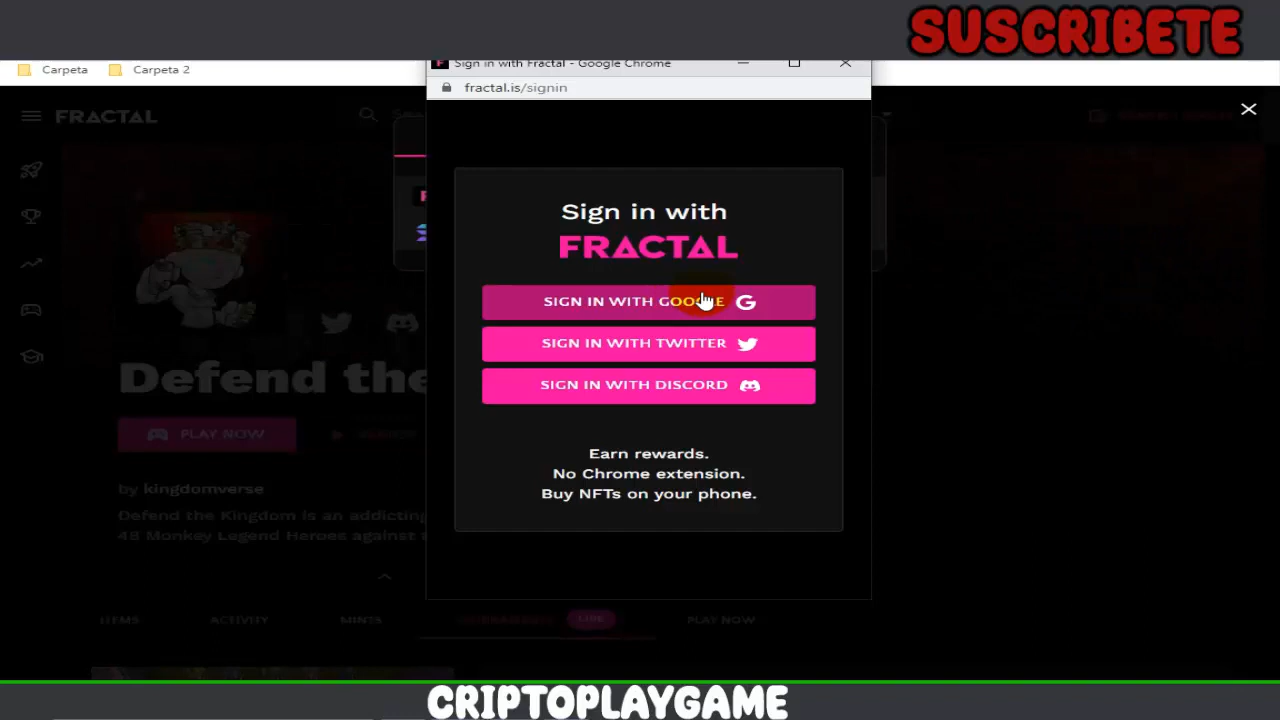 SUSCRIBETE
Carpeta
Carpeta 2
Sign in with Fractal - Google Chrome
fractal.is/signin
FRACTAL
Sign in with
FRACTAL
SIGN IN WITH GOOGLE
SIGN IN WITH TWITTER
SIGN IN WITH DISCORD
Earn rewards.
No Chrome extension.
Buy NFTs on your phone.
Defend the
PLAY NOW
by kingdomverse
Defend the Kingdom is an addicting
48 Monkey Legend Heroes against
ITEMS
ACTIVITY
MINTS
LIVE
PLAY NOW
CRIPTOPLAYGAME